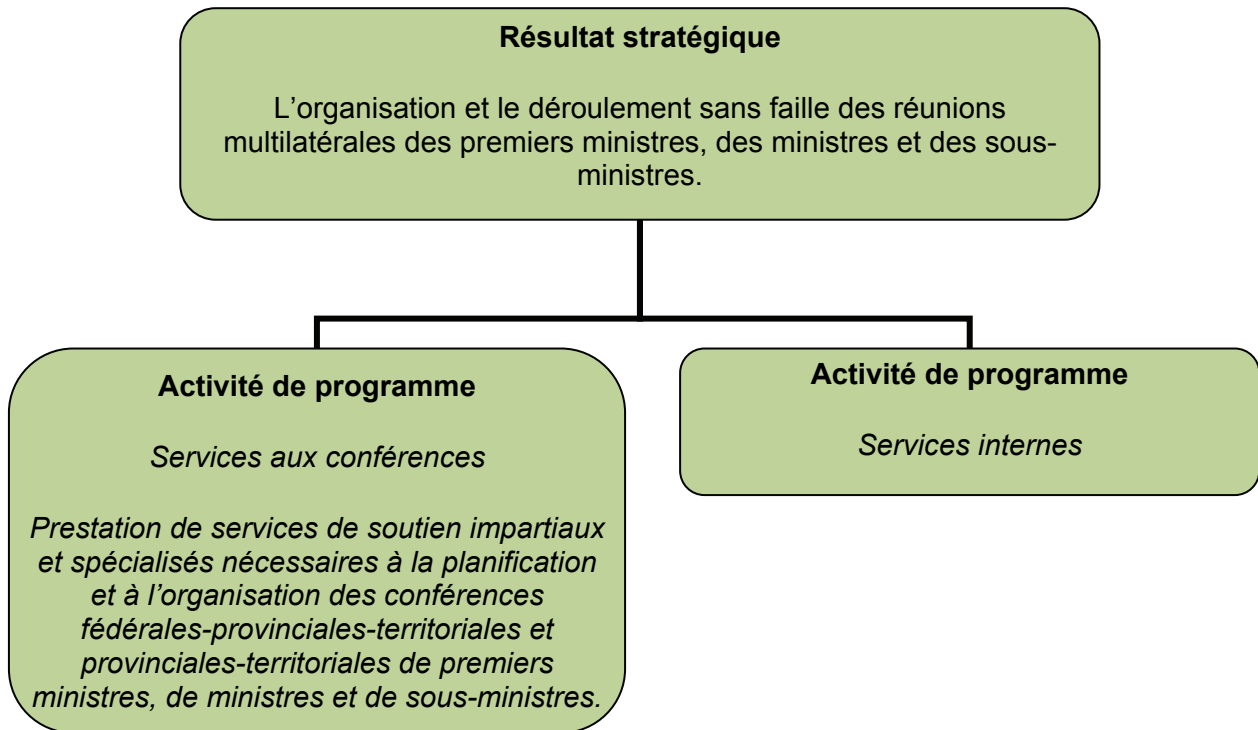 Résultat stratégique
L’organisation et le déroulement sans faille des réunions
multilatérales des premiers ministres, des ministres et des sous-
ministres.
Activité de programme
Services aux conférences
Prestation de services de soutien impartiaux
et spécialisés nécessaires à la planification
et à l’organisation des conférences
fédérales-provinciales-territoriales et
provinciales-territoriales de premiers
ministres, de ministres et de sous-ministres.
Activité de programme
Services internes